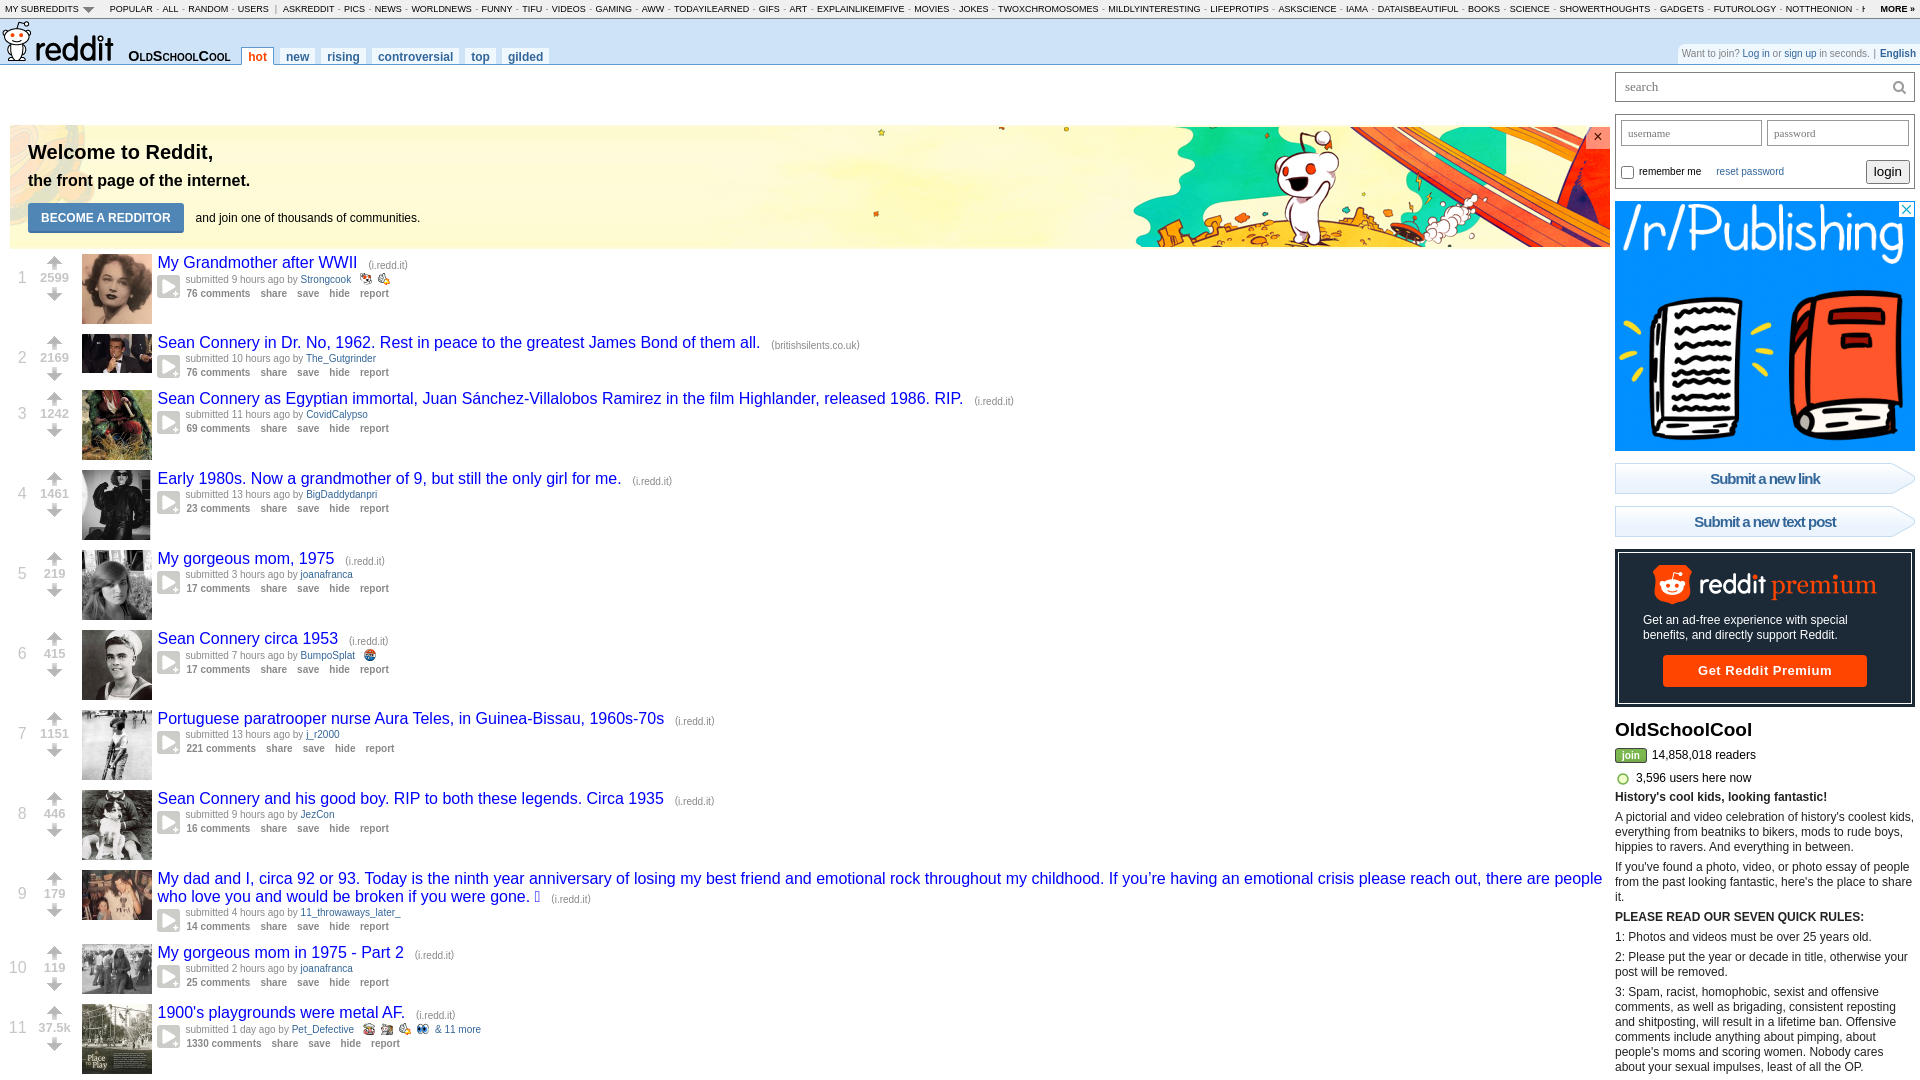 MY SUBREDDITS POPULAR - ALL - RANDOM - USERS | ASKREDDIT - PICS - NEWS - WORLDNEWS - FUNNY - TIFU - VIDEOS - GAMING - AWW - TODAYILEARNED - GIFS - ART - EXPLAINLIKEIMFIVE - MOVIES - JOKES - TWOXCHROMOSOMES - MILDLYINTERESTING - LIFEPROTIPS - ASKSCIENCE - IAMA - DATAISBEAUTIFUL - BOOKS - SCIENCE - SHOWERTHOUGHTS - GADGETS - FUTUROLOGY - NOTTHEONION - MORE »
reddit OLDSCHOOLCOOL hot new rising controversial top gilded
Want to join? Log in or sign up in seconds. | English
search
username password
remember me reset password login
Welcome to Reddit,
the front page of the internet.
BECOME A REDDITOR and join one of thousands of communities.
1 2599 My Grandmother after WWII (i.redd.it)
submitted 9 hours ago by Strongcook
76 comments share save hide report
2 2169 Sean Connery in Dr. No, 1962. Rest in peace to the greatest James Bond of them all. (britishsilents.co.uk)
submitted 10 hours ago by The_Gutgrinder
76 comments share save hide report
3 1242 Sean Connery as Egyptian immortal, Juan Sánchez-Villalobos Ramirez in the film Highlander, released 1986. RIP. (i.redd.it)
submitted 11 hours ago by CovidCalypso
69 comments share save hide report
4 1461 Early 1980s. Now a grandmother of 9, but still the only girl for me. (i.redd.it)
submitted 13 hours ago by BigDaddydanpri
23 comments share save hide report
5 219 My gorgeous mom, 1975 (i.redd.it)
submitted 3 hours ago by joanafranca
17 comments share save hide report
6 415 Sean Connery circa 1953 (i.redd.it)
submitted 7 hours ago by BumpoSplat
17 comments share save hide report
7 1151 Portuguese paratrooper nurse Aura Teles, in Guinea-Bissau, 1960s-70s (i.redd.it)
submitted 13 hours ago by j_r2000
221 comments share save hide report
8 446 Sean Connery and his good boy. RIP to both these legends. Circa 1935 (i.redd.it)
submitted 9 hours ago by JezCon
16 comments share save hide report
9 179 My dad and I, circa 92 or 93. Today is the ninth year anniversary of losing my best friend and emotional rock throughout my childhood. If you’re having an emotional crisis please reach out, there are people
who love you and would be broken if you were gone. (i.redd.it)
submitted 4 hours ago by 11_throwaways_later_
14 comments share save hide report
10 119 My gorgeous mom in 1975 - Part 2 (i.redd.it)
submitted 2 hours ago by joanafranca
25 comments share save hide report
11 37.5k 1900's playgrounds were metal AF. (i.redd.it)
submitted 1 day ago by Pet_Defective & 11 more
1330 comments share save hide report
Place
to Play
/r/Publishing
Submit a new link
Submit a new text post
reddit premium
Get an ad-free experience with special
benefits, and directly support Reddit.
Get Reddit Premium
OldSchoolCool
join 14,858,018 readers
3,596 users here now
History's cool kids, looking fantastic!
A pictorial and video celebration of history's coolest kids,
everything from beatniks to bikers, mods to rude boys,
hippies to ravers. And everything in between.
If you've found a photo, video, or photo essay of people
from the past looking fantastic, here's the place to share
it.
PLEASE READ OUR SEVEN QUICK RULES:
1: Photos and videos must be over 25 years old.
2: Please put the year or decade in title, otherwise your
post will be removed.
3: Spam, racist, homophobic, sexist and offensive
comments, as well as brigading, consistent reposting
and shitposting, will result in a lifetime ban. Offensive
comments include anything about pimping, about
people's moms and scoring women. Nobody cares
about your sexual impulses, least of all the OP.